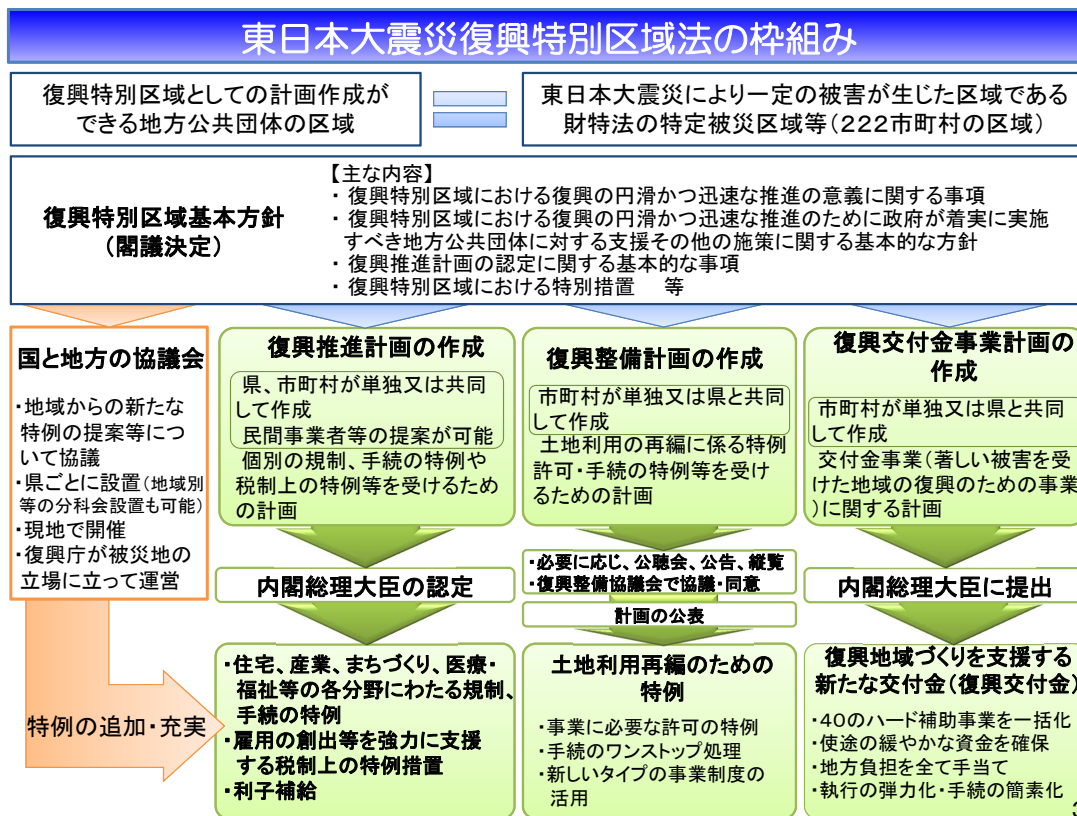 東日本大震災復興特別区域法の枠組み
復興特別区域としての計画作成が
できる地方公共団体の区域
東日本大震災により一定の被害が生じた区域である
財特法の特定被災区域等(222市町村の区域)
復興特別区域基本方針
(閣議決定)
【主な内容】
・ 復興特別区域における復興の円滑かつ迅速な推進の意義に関する事項
・ 復興特別区域における復興の円滑かつ迅速な推進のために政府が着実に実施
すべき地方公共団体に対する支援その他の施策に関する基本的な方針
・ 復興推進計画の認定に関する基本的な事項
・ 復興特別区域における特別措置 等
国と地方の協議会
・地域からの新たな
特例の提案等につ
いて協議
・県ごとに設置(地域別
等の分科会設置も可能)
・現地で開催
・復興庁が被災地の
立場に立って運営
特例の追加・充実
復興推進計画の作成
県、市町村が単独又は共同
して作成
民間事業者等の提案が可能
個別の規制、手続の特例や
税制上の特例等を受けるため
の計画
内閣総理大臣の認定
・住宅、産業、まちづくり、医療・
福祉等の各分野にわたる規制、
手続の特例
・雇用の創出等を強力に支援
する税制上の特例措置
・利子補給
復興整備計画の作成
市町村が単独又は県と共同
して作成
土地利用の再編に係る特例
許可・手続の特例等を受け
るための計画
・必要に応じ、公聴会、公告、縦覧
・復興整備協議会で協議・同意
計画の公表
土地利用再編のための
特例
・事業に必要な許可の特例
・手続のワンストップ処理
・新しいタイプの事業制度の
活用
復興交付金事業計画の
作成
市町村が単独又は県と共同
して作成
交付金事業(著しい被害を受
けた地域の復興のための事業
)に関する計画
内閣総理大臣に提出
復興地域づくりを支援する
新たな交付金(復興交付金)
・40のハード補助事業を一括化
・使途の緩やかな資金を確保
・地方負担を全て手当て
・執行の弾力化・手続の簡素化